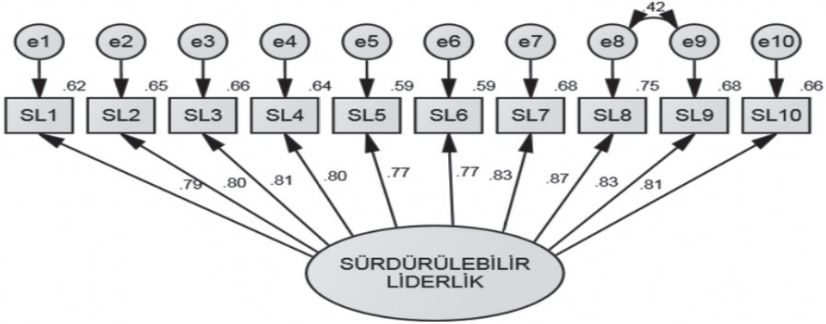 .42
e1 e2 e3 e4 e5 e6 e7 e8 e9 e10
.62 .65 .66 .64 .59 .59 .68 .75 .68 .66
SL1 SL2 SL3 SL4 SL5 SL6 SL7 SL8 SL9 SL10
.79 .80 .81 .80 .77 .77 .83 .87 .83 .81
SÜRDÜRÜLEBİLİR
LİDERLİK